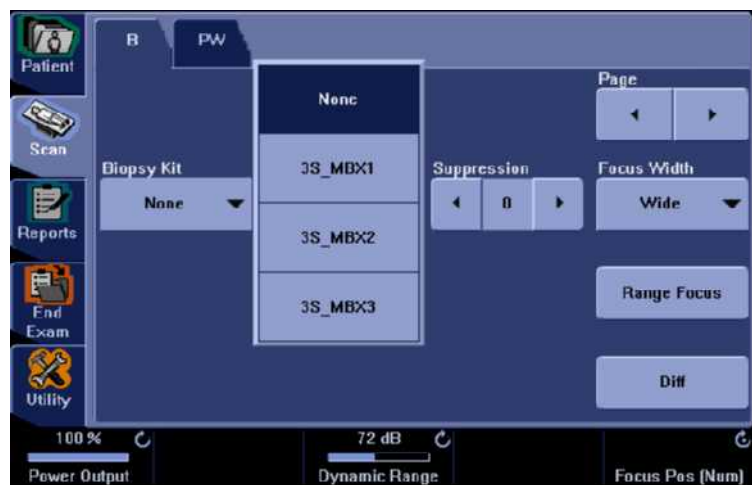 Patient
B
PW
None
Page
Scan
Biopsy Kit
3S_MBX1
Suppression
Focus Width
None
0
Wide
Reports
3S_MBX2
End
Exam
3S_MBX3
Range Focus
Utility
Diff
100 %
72 dB
Power Output
Dynamic Range
Focus Pos (Num)